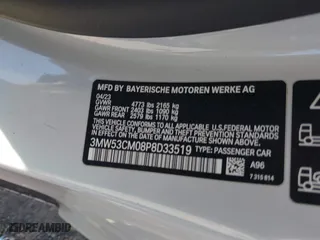 MFD BY BAYERISCHE MOTOREN WERKE AG
04/23
GVWR 4773 lbs 2165 kg
GAWR FRONT 2403 lbs 1090 kg
GAWR REAR 2579 lbs 1170 kg
THIS VEHICLE CONFORMS TO ALL APPLICABLE U.S. FEDERAL MOTOR
VEHICLE SAFETY, BUMPER AND THEFT PREVENTION STANDARDS
IN EFFECT ON THE DATE OF MANUFACTURE SHOWN ABOVE.
3MW53CM08P8D33519 TYPE: PASSENGER CAR
A96
7 319 814